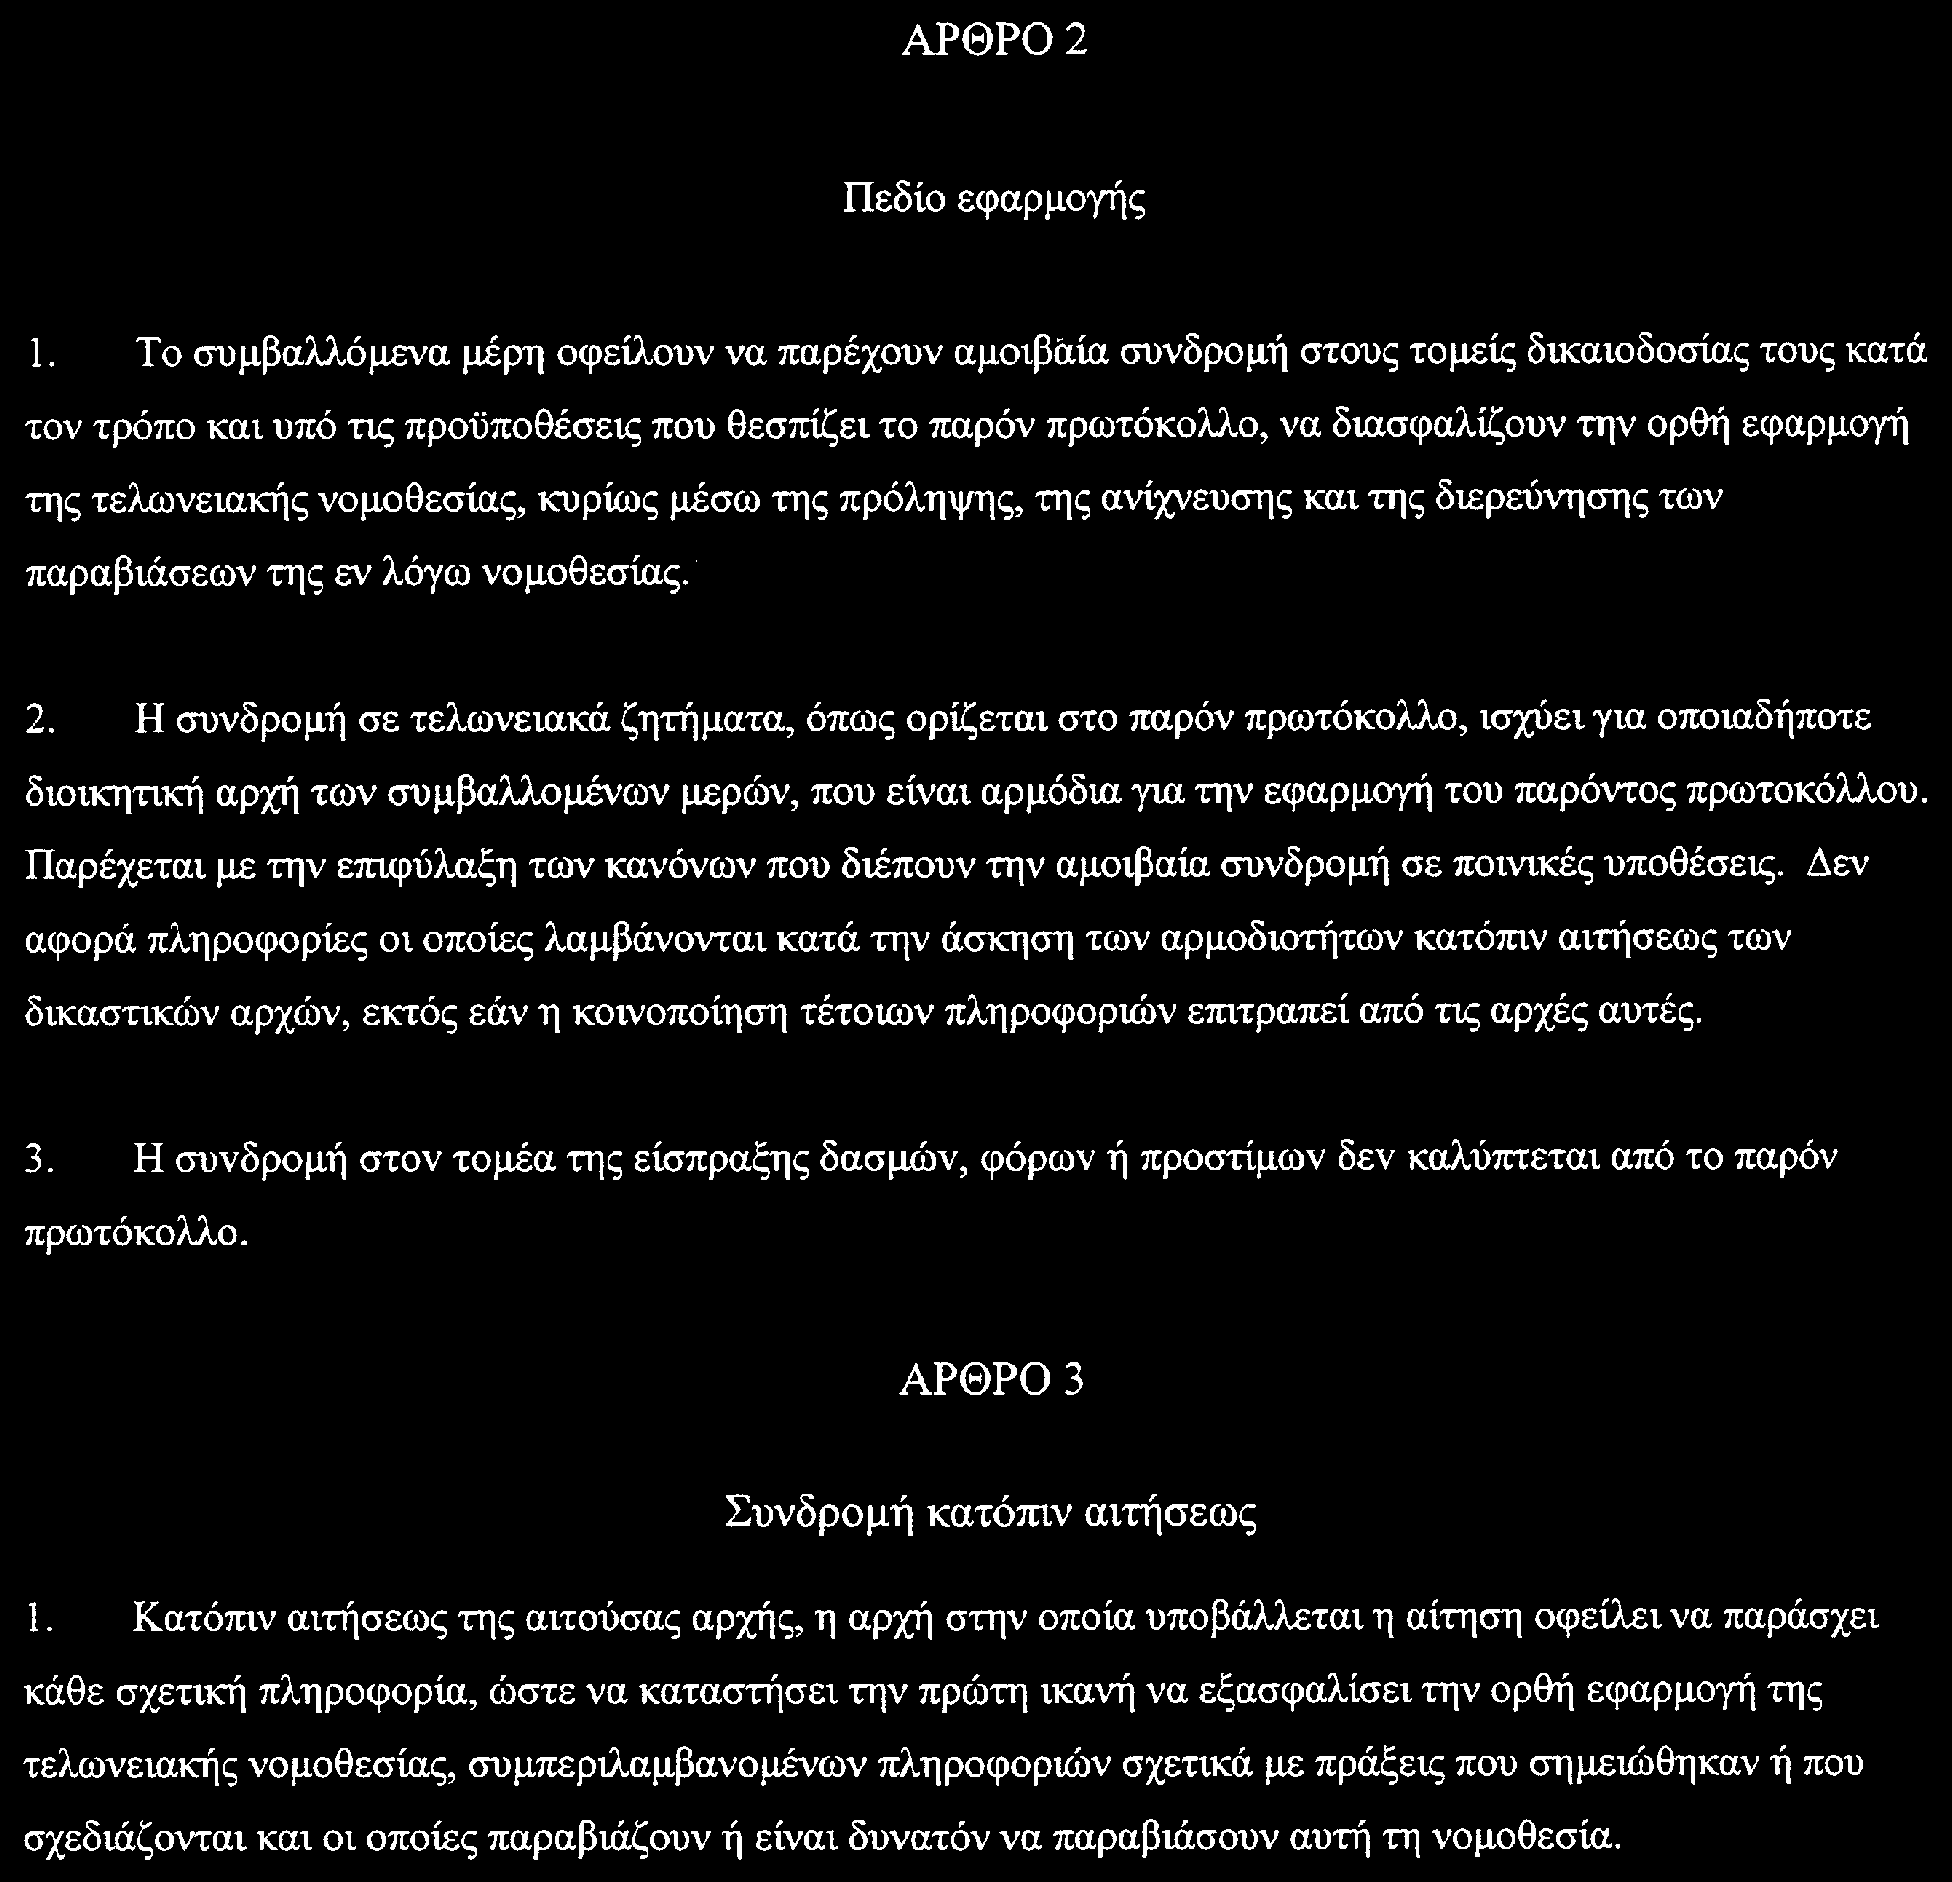 ΑΡΘΡΟ 2
Πεδίο εφαρμογής
1. Το συμβαλλόμενα μέρη οφείλουν να παρέχουν αμοιβαία συνδρομή στους τομείς δικαιοδοσίας τους κατά
τον τρόπο και υπό τις προϋποθέσεις που θεσπίζει το παρόν πρωτόκολλο, να διασφαλίζουν την ορθή εφαρμογή
της τελωνειακής νομοθεσίας, κυρίως μέσω της πρόληψης, της ανίχνευσης και της διερεύνησης των
παραβιάσεων της εν λόγω νομοθεσίας.
2. Η συνδρομή σε τελωνειακά ζητήματα, όπως ορίζεται στο παρόν πρωτόκολλο, ισχύει για οποιαδήποτε
διοικητική αρχή των συμβαλλομένων μερών, που είναι αρμόδια για την εφαρμογή του παρόντος πρωτοκόλλου.
Παρέχεται με την επιφύλαξη των κανόνων που διέπουν την αμοιβαία συνδρομή σε ποινικές υποθέσεις. Δεν
αφορά πληροφορίες οι οποίες λαμβάνονται κατά την άσκηση των αρμοδιοτήτων κατόπιν αιτήσεως των
δικαστικών αρχών, εκτός εάν η κοινοποίηση τέτοιων πληροφοριών επιτραπεί από τις αρχές αυτές.
3. Η συνδρομή στον τομέα της είσπραξης δασμών, φόρων ή προστίμων δεν καλύπτεται από το παρόν
πρωτόκολλο.
ΑΡΘΡΟ 3
Συνδρομή κατόπιν αιτήσεως
1. Κατόπιν αιτήσεως της αιτούσας αρχής, η αρχή στην οποία υποβάλλεται η αίτηση οφείλει να παράσχει
κάθε σχετική πληροφορία, ώστε να καταστήσει την πρώτη ικανή να εξασφαλίσει την ορθή εφαρμογή της
τελωνειακής νομοθεσίας, συμπεριλαμβανομένων πληροφοριών σχετικά με πράξεις που σημειώθηκαν ή που
σχεδιάζονται και οι οποίες παραβιάζουν ή είναι δυνατόν να παραβιάσουν αυτή τη νομοθεσία.